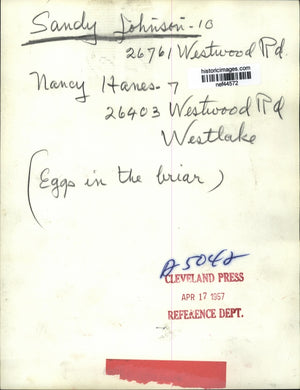 Sandy Johnson - 10
26761 Westwood Rd.
historicimages.com
nef44572
Nancy Hanes - 7
26403 Westwood Rd
Westlake
(Eggs in the briar)
A5042
CLEVELAND PRESS
APR 17 1957
REFERENCE DEPT.